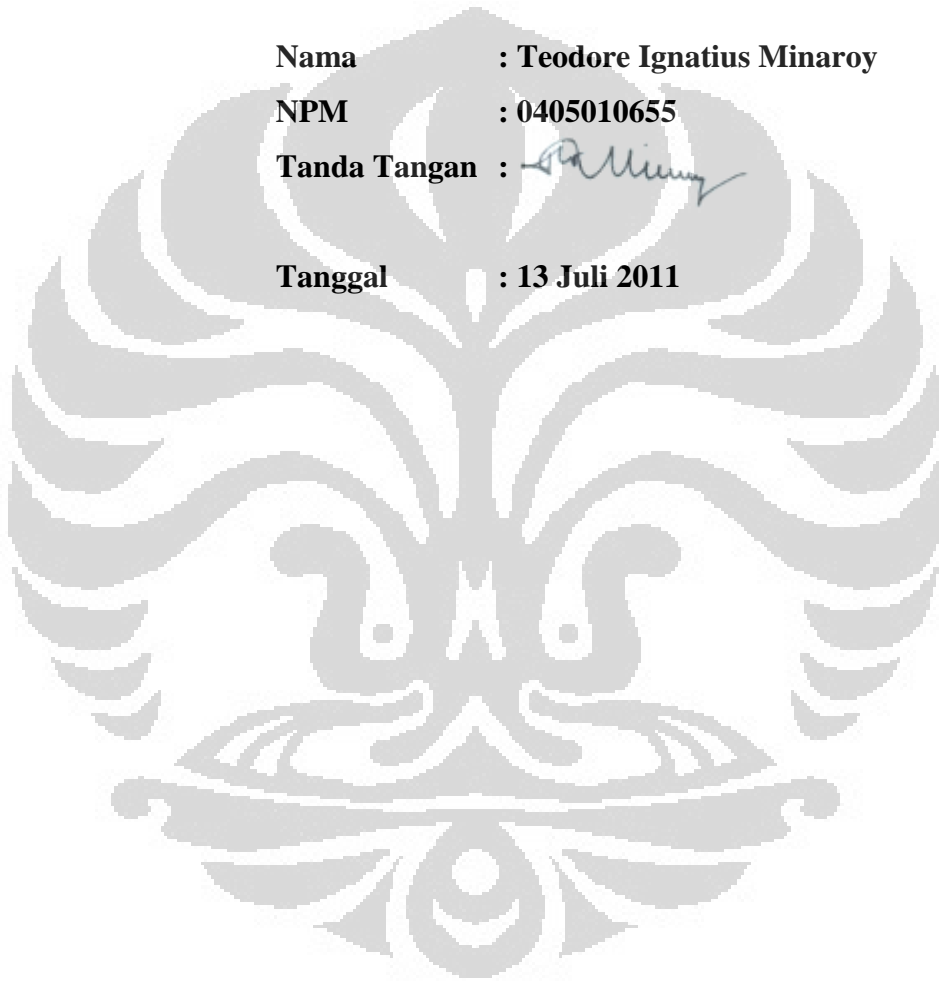 Nama : Teodore Ignatius Minaroy
NPM : 0405010655
Tanda Tangan :
Tanggal : 13 Juli 2011